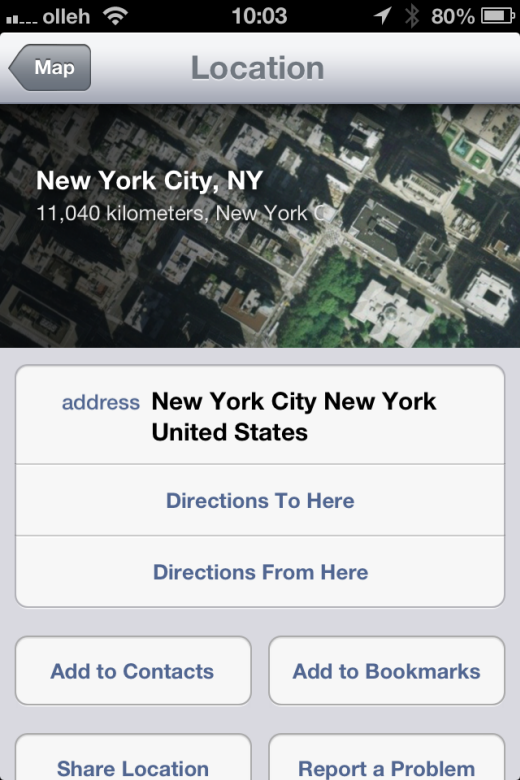 olleh 10:03 80%
Map Location
New York City, NY
11,040 kilometers, New York C
address New York City New York
United States
Directions To Here
Directions From Here
Add to Contacts Add to Bookmarks
Share Location Report a Problem